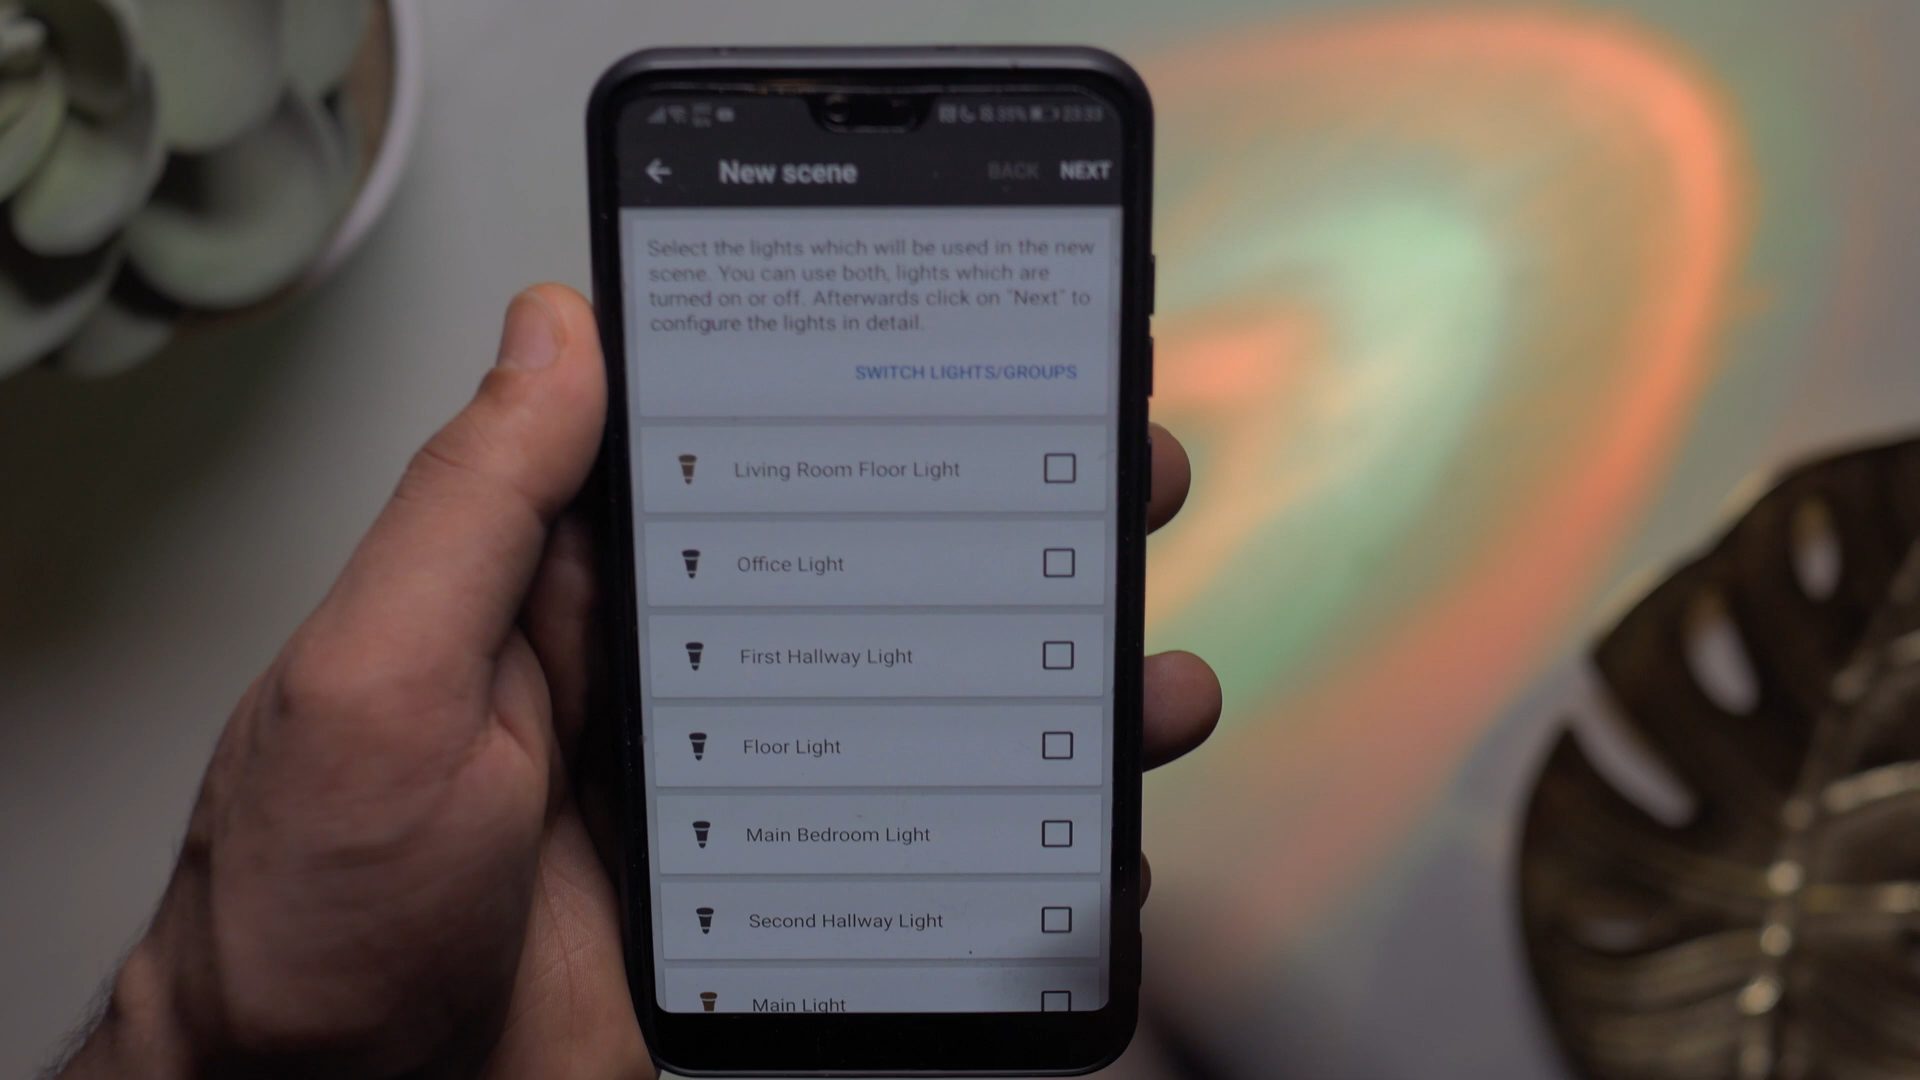 35% 23:33
New scene BACK NEXT
Select the lights which will be used in the new
scene. You can use both, lights which are
turned on or off. Afterwards click on "Next" to
configure the lights in detail.
SWITCH LIGHTS/GROUPS
Living Room Floor Light
Office Light
First Hallway Light
Floor Light
Main Bedroom Light
Second Hallway Light
Main Light